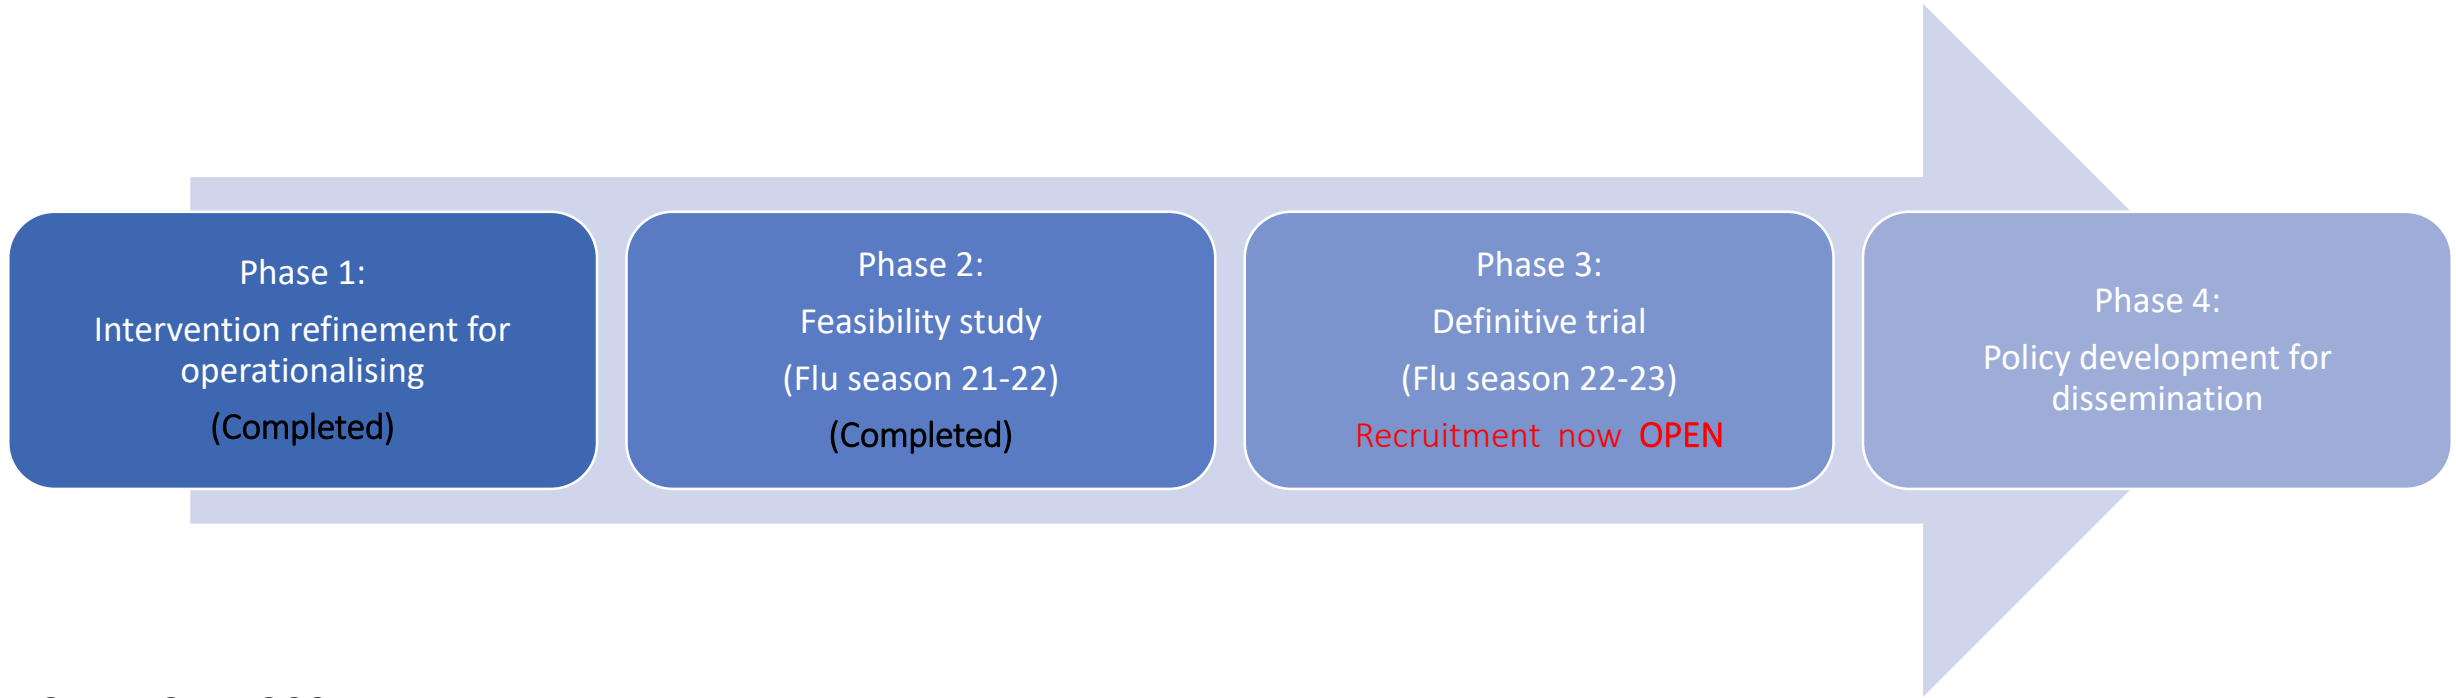 Phase 1:
Intervention refinement for
operationalising
(Completed)
Phase 2:
Feasibility study
(Flu season 21-22)
(Completed)
Phase 3:
Definitive trial
(Flu season 22-23)
Recruitment now OPEN
Phase 4:
Policy development for
dissemination